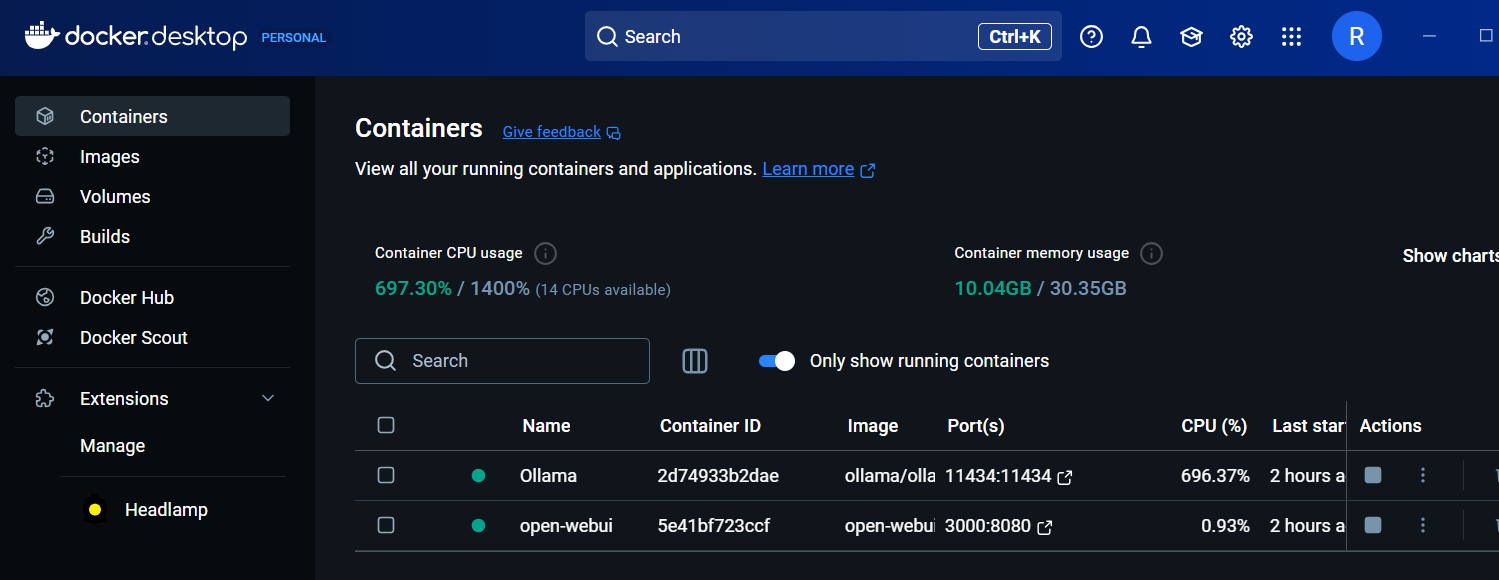 docker.desktop PERSONAL
Search Ctrl+K
R
Containers
Images
Volumes
Builds
Docker Hub
Docker Scout
Extensions
Manage
Headlamp
Containers Give feedback
View all your running containers and applications. Learn more
Container CPU usage
697.30% / 1400% (14 CPUs available)
Container memory usage
10.04GB / 30.35GB
Show charts
Search
Only show running containers
Name Container ID Image Port(s) CPU (%) Last star Actions
Ollama 2d74933b2dae ollama/olla 11434:11434 696.37% 2 hours a
open-webui 5e41bf723ccf open-webui 3000:8080 0.93% 2 hours a